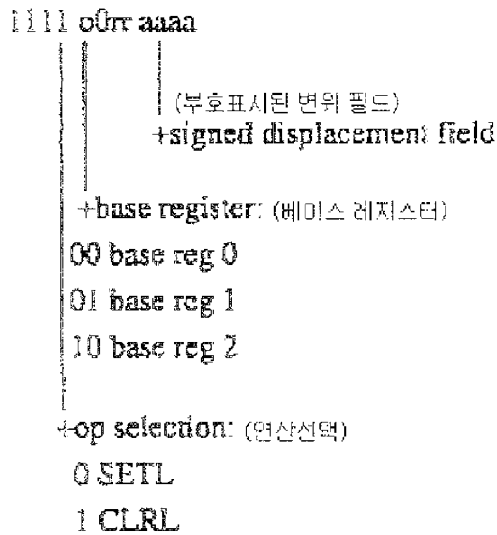 1111 o0rr aaaa
(부호표시된 변위 필드)
+signed displacement field
+base register: (베이스 레지스터)
00 base reg 0
01 base reg 1
10 base reg 2
+op selection: (연산선택)
0 SETL
1 CLRL